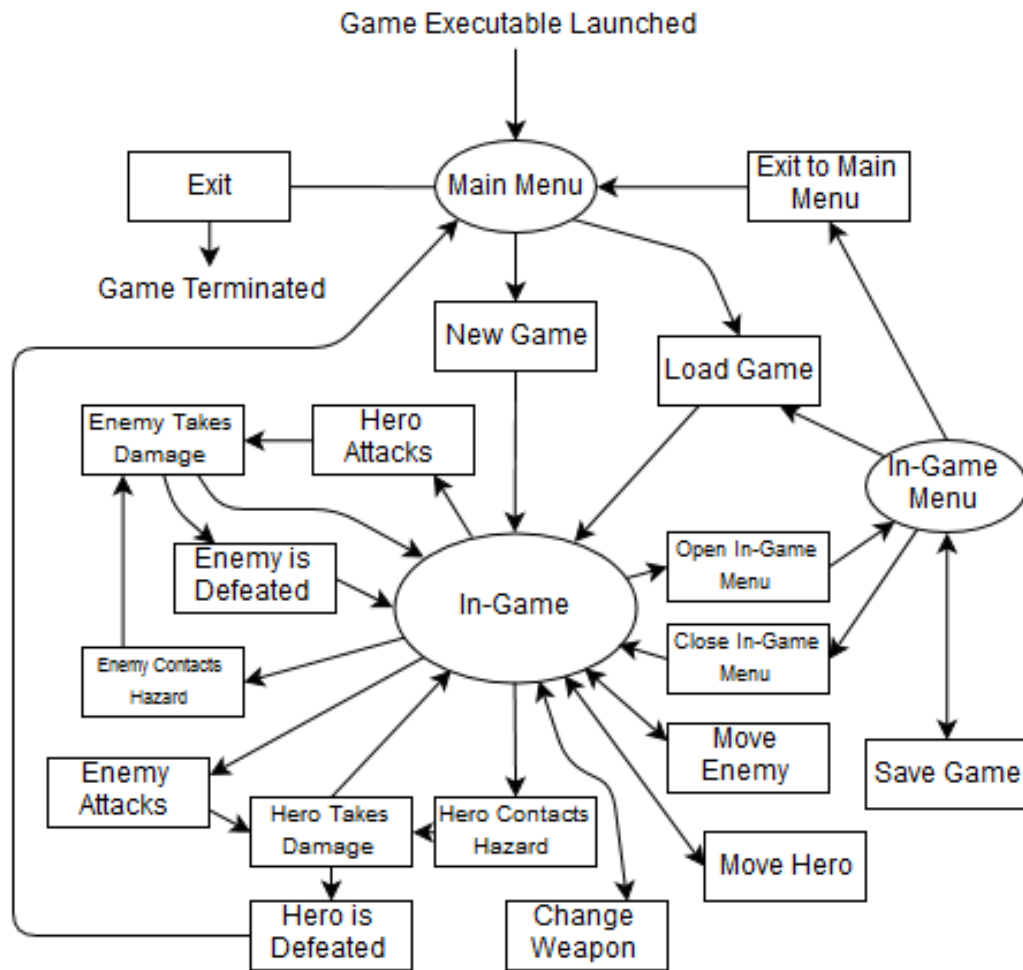 Game Executable Launched
Exit
Main Menu
Exit to Main
Menu
Game Terminated
New Game
Load Game
Enemy Takes
Damage
Hero
Attacks
In-Game
Menu
Enemy is
Defeated
In-Game
Open In-Game
Menu
Enemy Contacts
Hazard
Close In-Game
Menu
Move
Enemy
Save Game
Enemy
Attacks
Hero Takes
Damage
Hero Contacts
Hazard
Move Hero
Hero is
Defeated
Change
Weapon